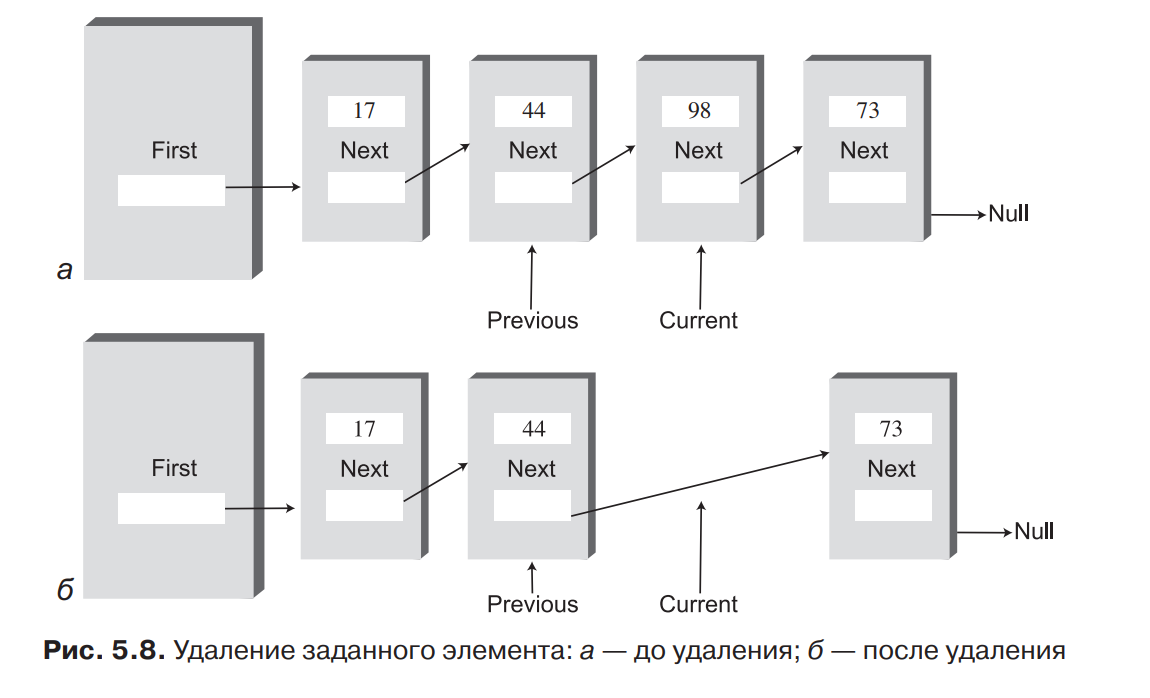 17 44 98 73
First Next Next Next Next
Null
а
Previous Current
17 44 73
First Next Next Next
Null
б
Previous Current
Рис. 5.8. Удаление заданного элемента: а — до удаления; б — после удаления